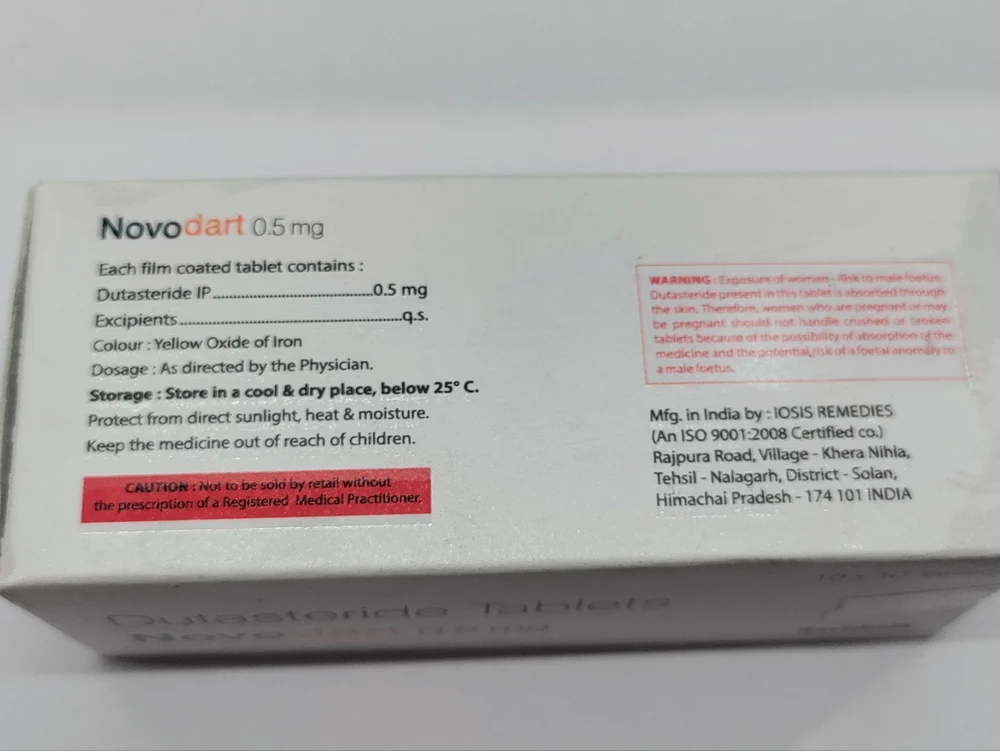 Novodart 0.5 mg
Each film coated tablet contains :
Dutasteride IP..............................................0.5 mg
Excipients................................................................q.s.
Colour : Yellow Oxide of Iron
Dosage : As directed by the Physician.
Storage : Store in a cool & dry place, below 25° C.
Protect from direct sunlight, heat & moisture.
Keep the medicine out of reach of children.
CAUTION : Not to be sold by retail without
the prescription of a Registered Medical Practitioner.
WARNING : Exposure of women - Risk to male foetus.
Dutasteride present in this tablet is absorbed through
the skin. Therefore, women who are pregnant or may
be pregnant should not handle crushed or broken
tablets because of the possibility of absorption of the
medicine and the potential risk of a foetal anomely to
a male foetus.
Mfg. in India by : IOSIS REMEDIES
(An ISO 9001:2008 Certified co.)
Rajpura Road, Village - Khera Nihla,
Tehsil - Nalagarh, District - Solan,
Himachai Pradesh - 174 101 INDIA
Dutasteride Tablets
Novodart 0.5 mg